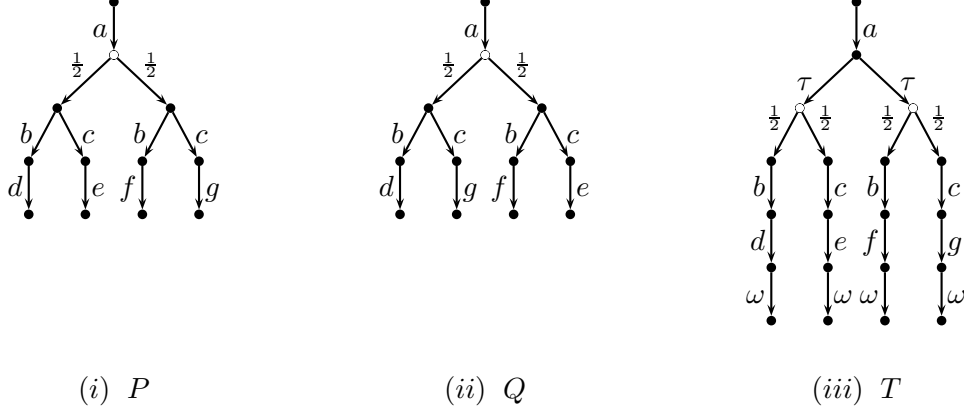 a a a
1/2 1/2 1/2 1/2 τ τ
b c b c b c b c 1/2 1/2 1/2 1/2
d e f g d g f e b c b c
d e f g
ω ω ω ω
(i) P (ii) Q (iii) T